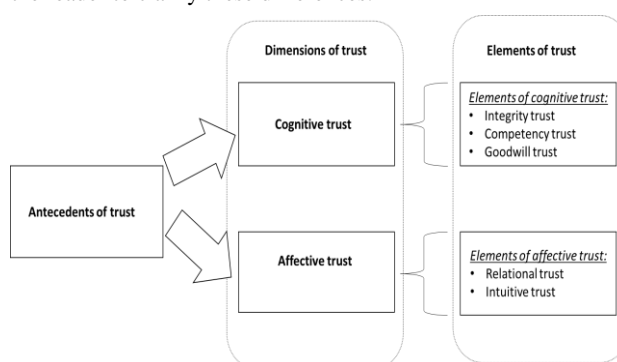 Dimensions of trust
Elements of trust
Cognitive trust
Elements of cognitive trust:
• Integrity trust
• Competency trust
• Goodwill trust
Antecedents of trust
Affective trust
Elements of affective trust:
• Relational trust
• Intuitive trust